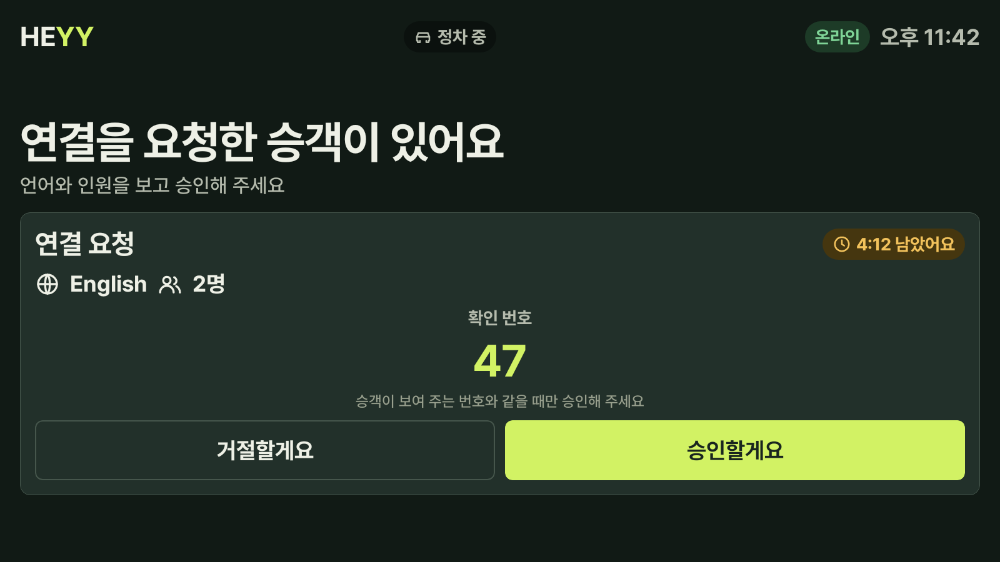 HEYY
정차 중
온라인 오후 11:42
연결을 요청한 승객이 있어요
언어와 인원을 보고 승인해 주세요
연결 요청
4:12 남았어요
English 2명
확인 번호
47
승객이 보여 주는 번호와 같을 때만 승인해 주세요
거절할게요
승인할게요